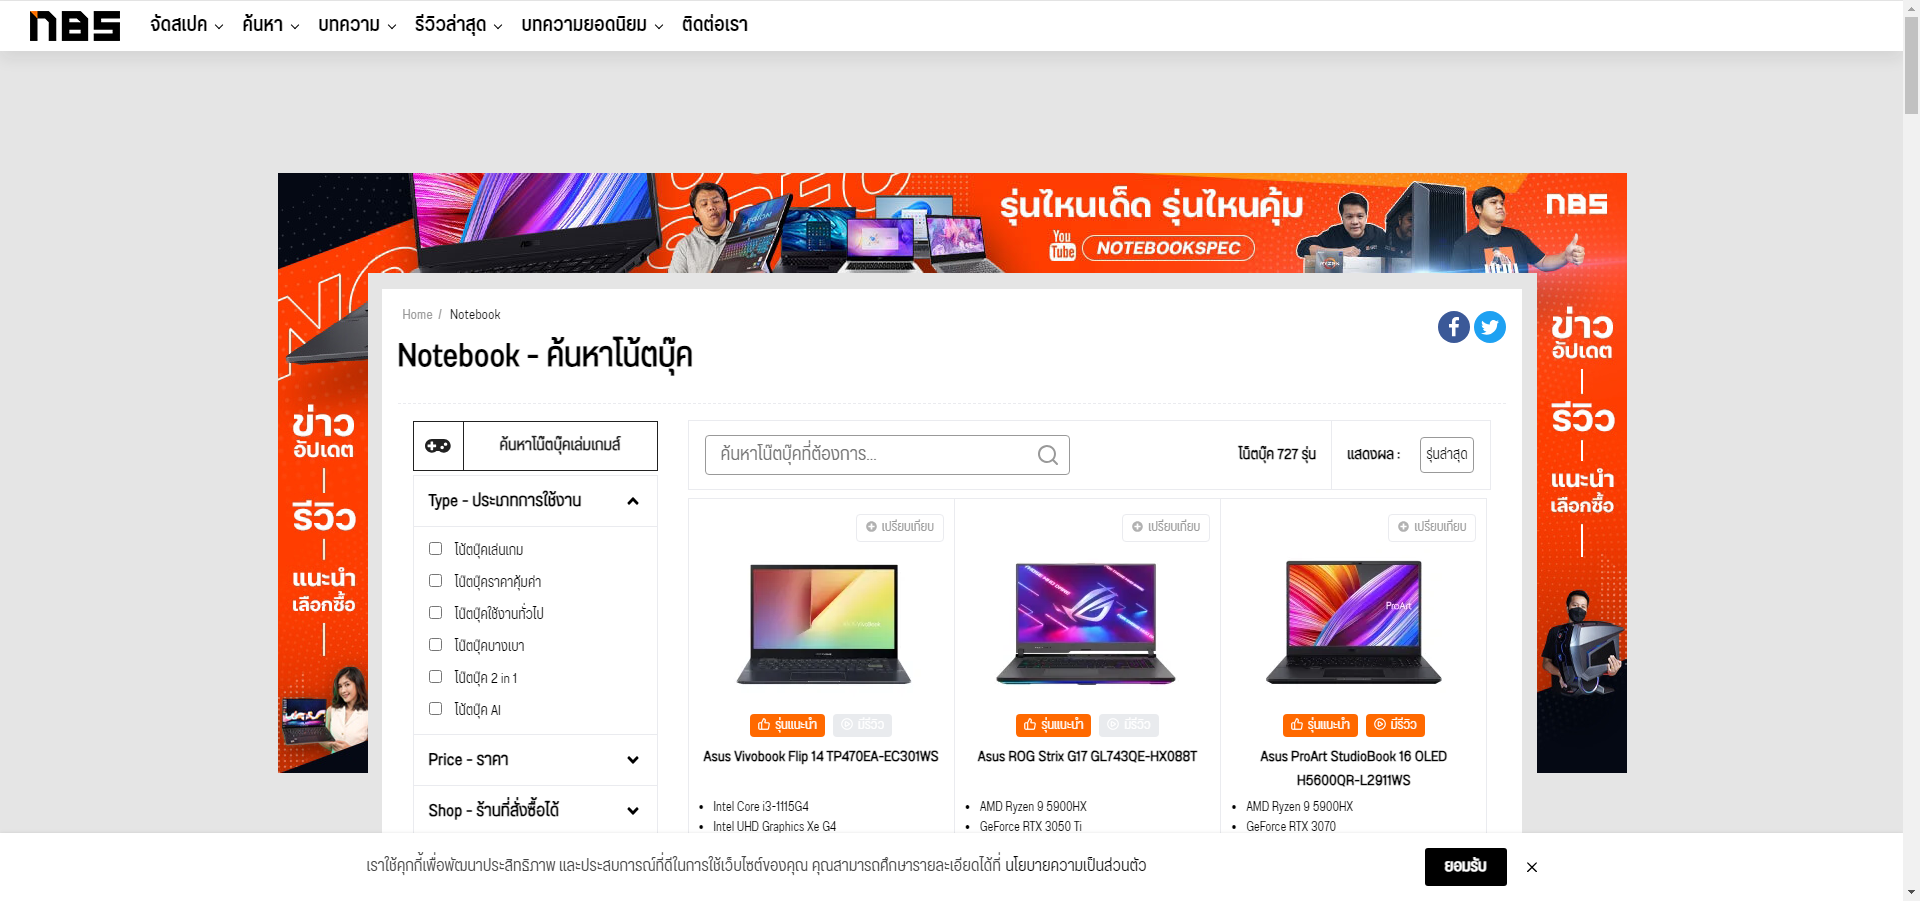 nBS
จัดสเปค
ค้นหา
บทความ
รีวิวล่าสุด
บทความยอดนิยม
ติดต่อเรา
รุ่นไหนเด็ด รุ่นไหนคุ้ม
You Tube NOTEBOOKSPEC
nBS
ข่าว
อัปเดต
รีวิว
แนะนำ
เลือกซื้อ
ข่าว
อัปเดต
รีวิว
แนะนำ
เลือกซื้อ
Home / Notebook
Notebook - ค้นหาโน้ตบุ๊ค
ค้นหาโน๊ตบุ๊คเล่มเกมส์
Type - ประเภทการใช้งาน
โน้ตบุ๊คเล่นเกม
โน้ตบุ๊คราคาคุ้มค่า
โน้ตบุ๊คใช้งานทั่วไป
โน้ตบุ๊คบางเบา
โน้ตบุ๊ค 2 in 1
โน้ตบุ๊ค AI
Price - ราคา
Shop - ร้านที่สั่งซื้อได้
ค้นหาโน๊ตบุ๊คที่ต้องการ...
โน็ตบุ๊ค 727 รุ่น
แสดงผล :
รุ่นล่าสุด
เปรียบเทียบ
รุ่นแนะนำ มีรีวิว
Asus Vivobook Flip 14 TP470EA-EC301WS
Intel Core i3-1115G4
Intel UHD Graphics Xe G4
เปรียบเทียบ
รุ่นแนะนำ มีรีวิว
Asus ROG Strix G17 GL743QE-HX088T
AMD Ryzen 9 5900HX
GeForce RTX 3050 Ti
เปรียบเทียบ
ProArt
รุ่นแนะนำ มีรีวิว
Asus ProArt StudioBook 16 OLED
H5600QR-L2911WS
AMD Ryzen 9 5900HX
GeForce RTX 3070
เราใช้คุกกี้เพื่อพัฒนาประสิทธิภาพ และประสบการณ์ที่ดีในการใช้เว็บไซต์ของคุณ คุณสามารถศึกษารายละเอียดได้ที่ นโยบายความเป็นส่วนตัว
ยอมรับ